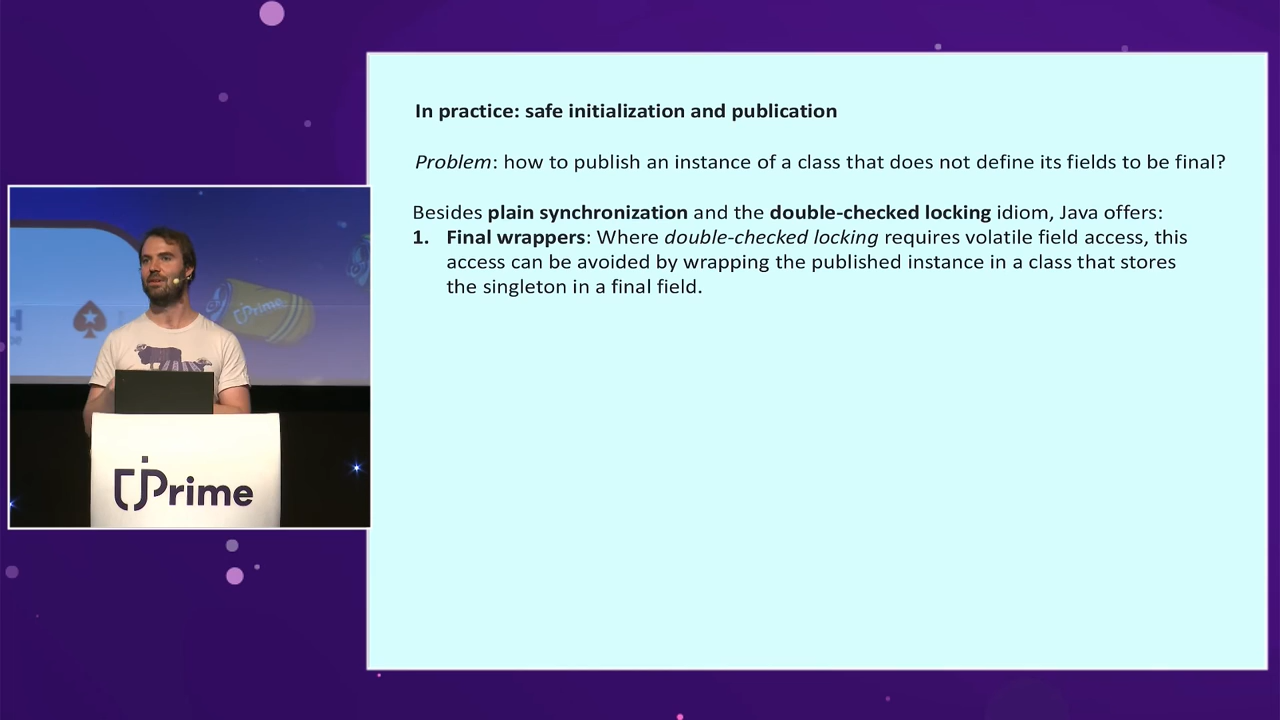 In practice: safe initialization and publication
Problem: how to publish an instance of a class that does not define its fields to be final?
Besides plain synchronization and the double-checked locking idiom, Java offers:
1. Final wrappers: Where double-checked locking requires volatile field access, this
access can be avoided by wrapping the published instance in a class that stores
the singleton in a final field.
jPrime
jPrime